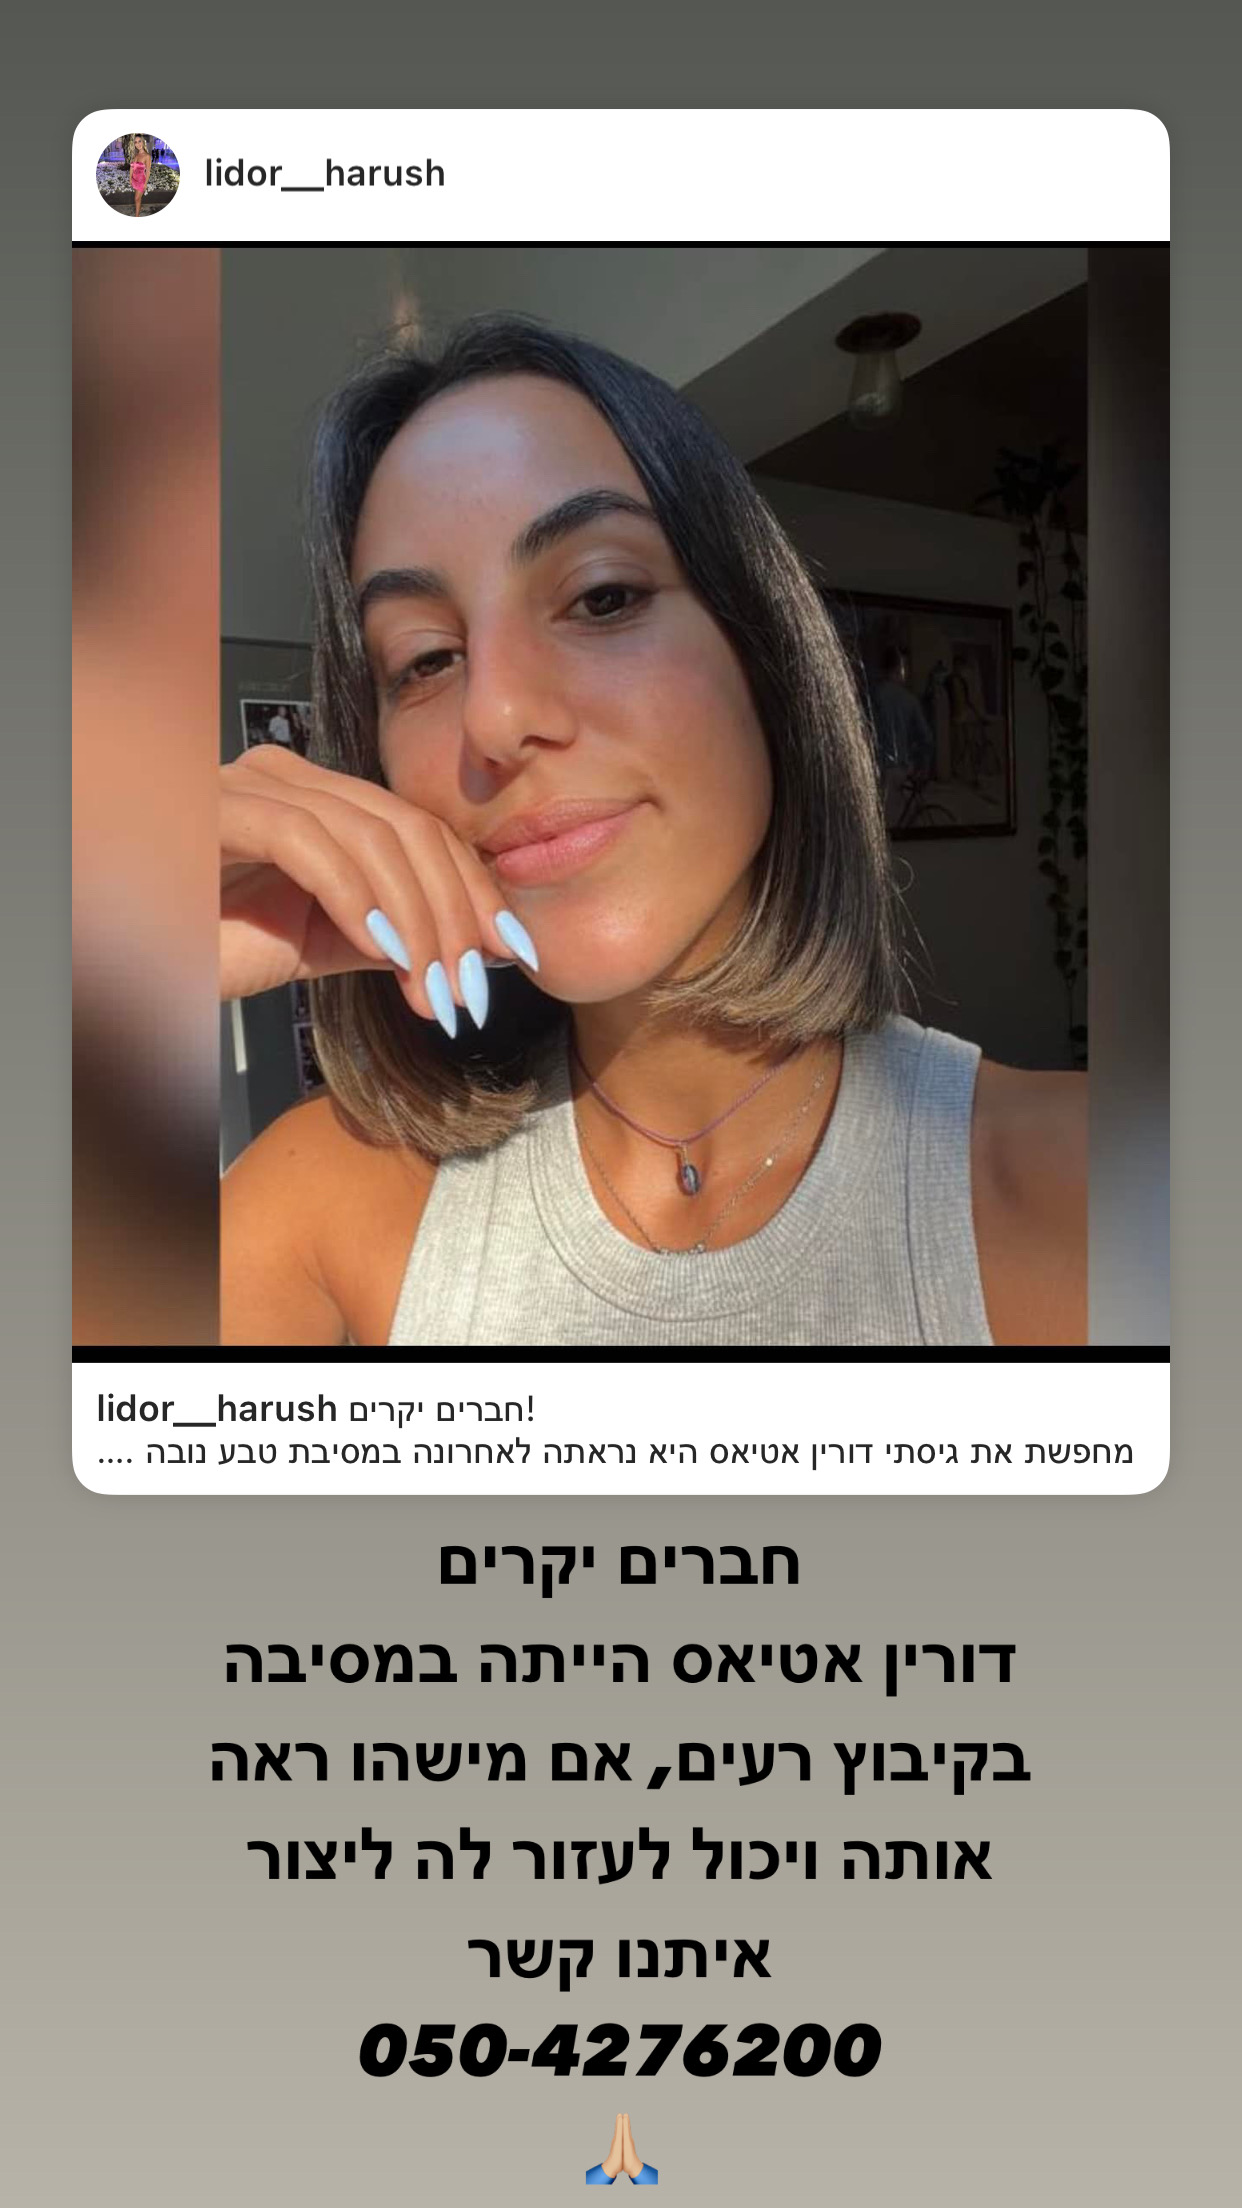 lidor__harush
lidor__harush חברים יקרים!
מחפשת את גיסתי דורין אטיאס היא נראתה לאחרונה במסיבת טבע נובה ....
חברים יקרים
דורין אטיאס הייתה במסיבה
בקיבוץ רעים, אם מישהו ראה
אותה ויכול לעזור לה ליצור
איתנו קשר
050-4276200
🙏🏼